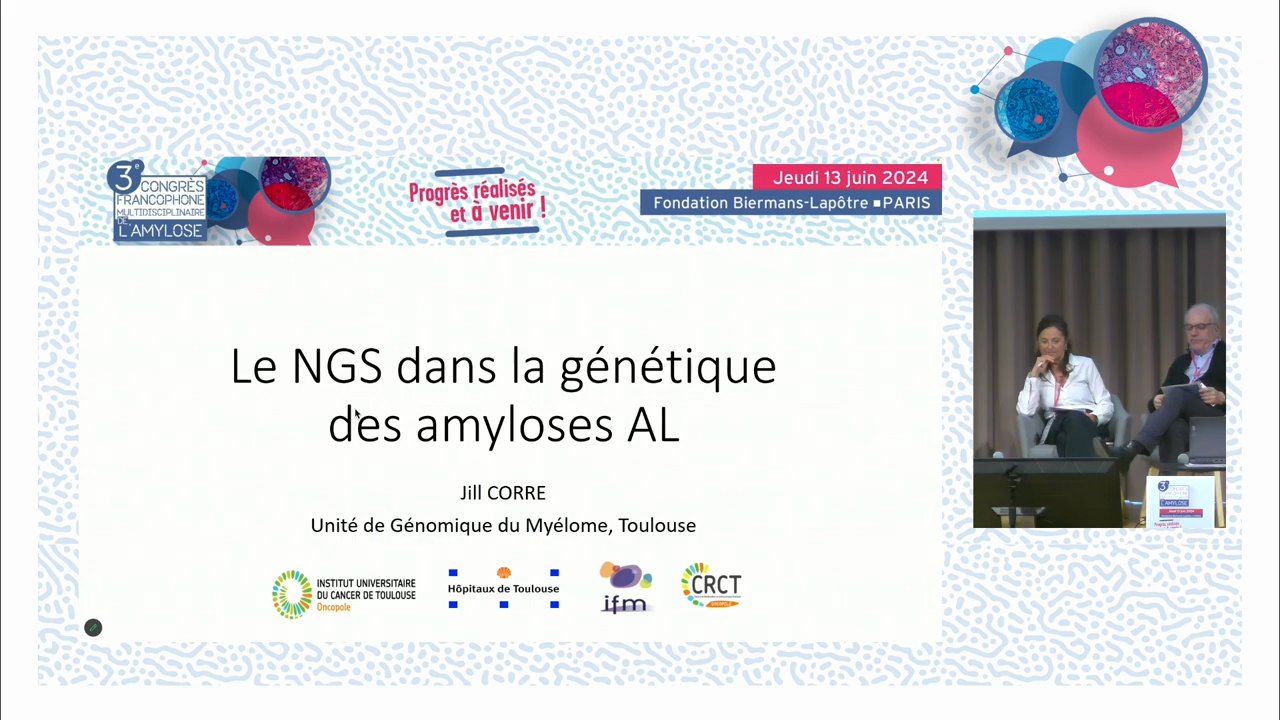 3e
CONGRÈS
FRANCOPHONE
MULTIDISCIPLINAIRE
DE
L'AMYLOSE
Progrès réalisés
et à venir !
Jeudi 13 juin 2024
Fondation Biermans-Lapôtre ■ PARIS
Le NGS dans la génétique
des amyloses AL
Jill CORRE
Unité de Génomique du Myélome, Toulouse
INSTITUT UNIVERSITAIRE
DU CANCER DE TOULOUSE
Oncopole
Hôpitaux de Toulouse
ifm
CRCT